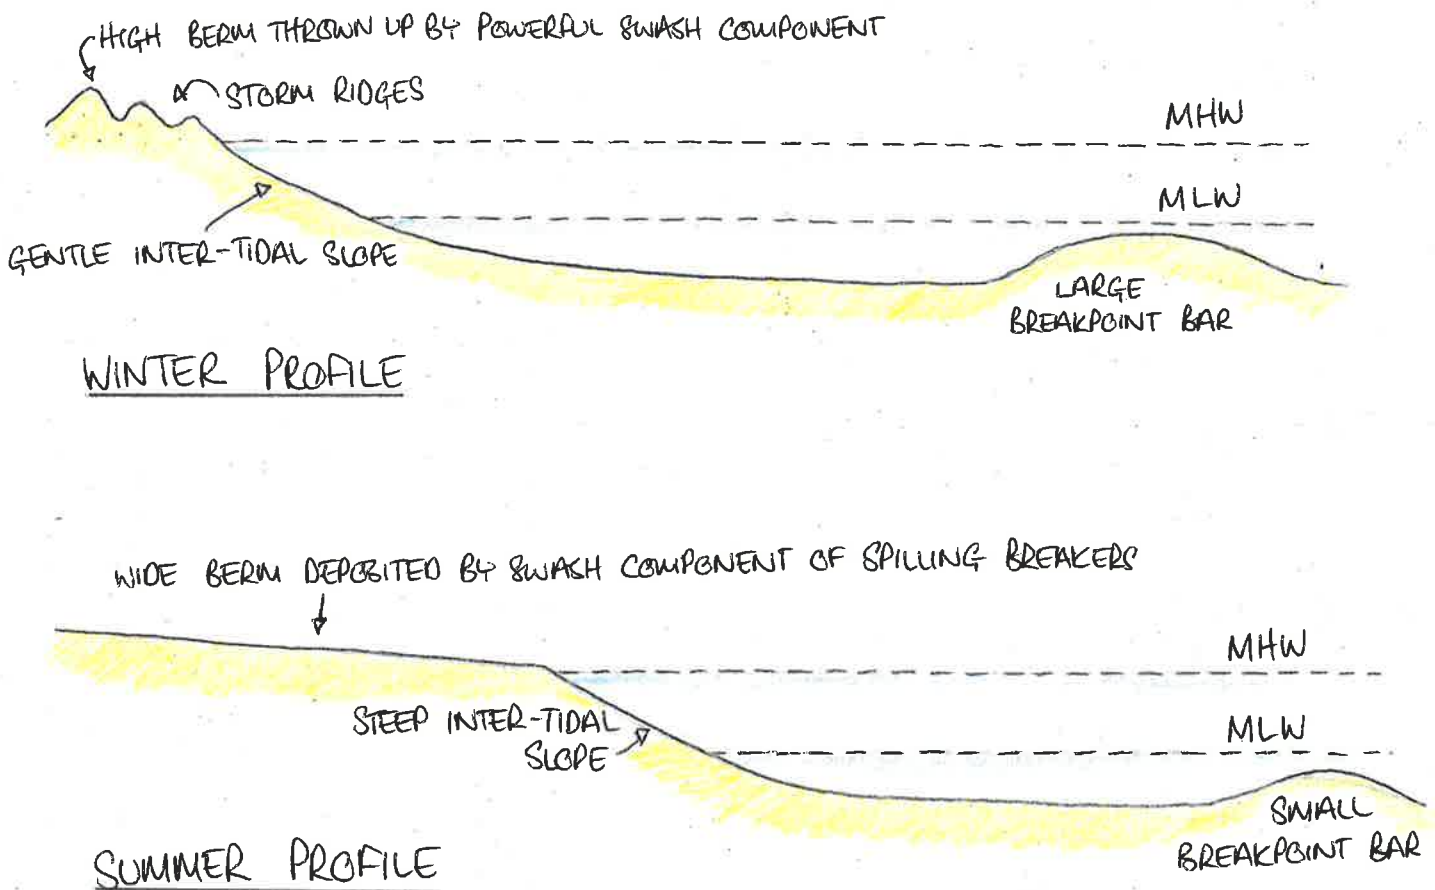 HIGH BERM THROWN UP BY POWERFUL SWASH COMPONENT
STORM RIDGES
MHW
MLW
GENTLE INTER-TIDAL SLOPE
LARGE
BREAKPOINT BAR
WINTER PROFILE
WIDE BERM DEPOSITED BY SWASH COMPONENT OF SPILLING BREAKERS
MHW
STEEP INTER-TIDAL
SLOPE
MLW
SMALL
BREAKPOINT BAR
SUMMER PROFILE